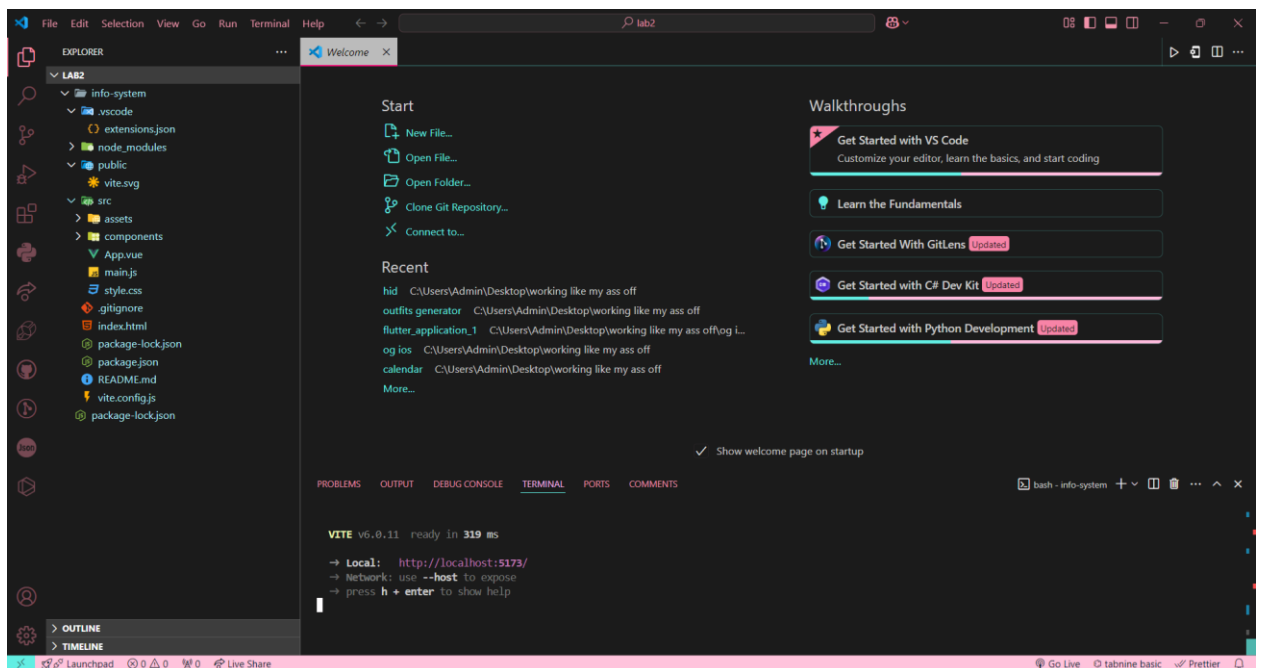 File Edit Selection View Go Run Terminal Help
lab2
EXPLORER
LAB2
info-system
.vscode
extensions.json
node_modules
public
vite.svg
src
assets
components
App.vue
main.js
style.css
.gitignore
index.html
package-lock.json
package.json
README.md
vite.config.js
package-lock.json
OUTLINE
TIMELINE
Welcome
Start
New File...
Open File...
Open Folder...
Clone Git Repository...
Connect to...
Recent
hid C:\Users\Admin\Desktop\working like my ass off
outfits generator C:\Users\Admin\Desktop\working like my ass off
flutter_application_1 C:\Users\Admin\Desktop\working like my ass off\og i...
og ios C:\Users\Admin\Desktop\working like my ass off
calendar C:\Users\Admin\Desktop\working like my ass off
More...
Walkthroughs
Get Started with VS Code
Customize your editor, learn the basics, and start coding
Learn the Fundamentals
Get Started With GitLens Updated
Get Started with C# Dev Kit Updated
Get Started with Python Development Updated
More...
Show welcome page on startup
PROBLEMS OUTPUT DEBUG CONSOLE TERMINAL PORTS COMMENTS
bash - info-system
VITE v6.0.11 ready in 319 ms
→ Local: http://localhost:5173/
→ Network: use --host to expose
→ press h + enter to show help
Launchpad 0 0 0 Live Share
Go Live tabnine basic Prettier